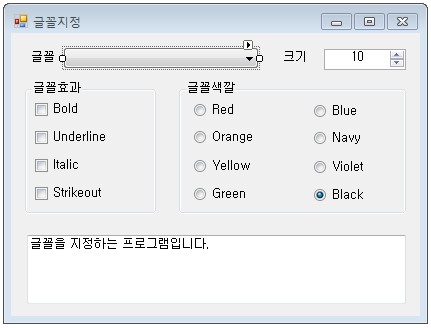 글꼴지정
글꼴 크기 10
글꼴효과 글꼴색깔
Bold Red Blue
Underline Orange Navy
Italic Yellow Violet
Strikeout Green Black
글꼴을 지정하는 프로그램입니다.